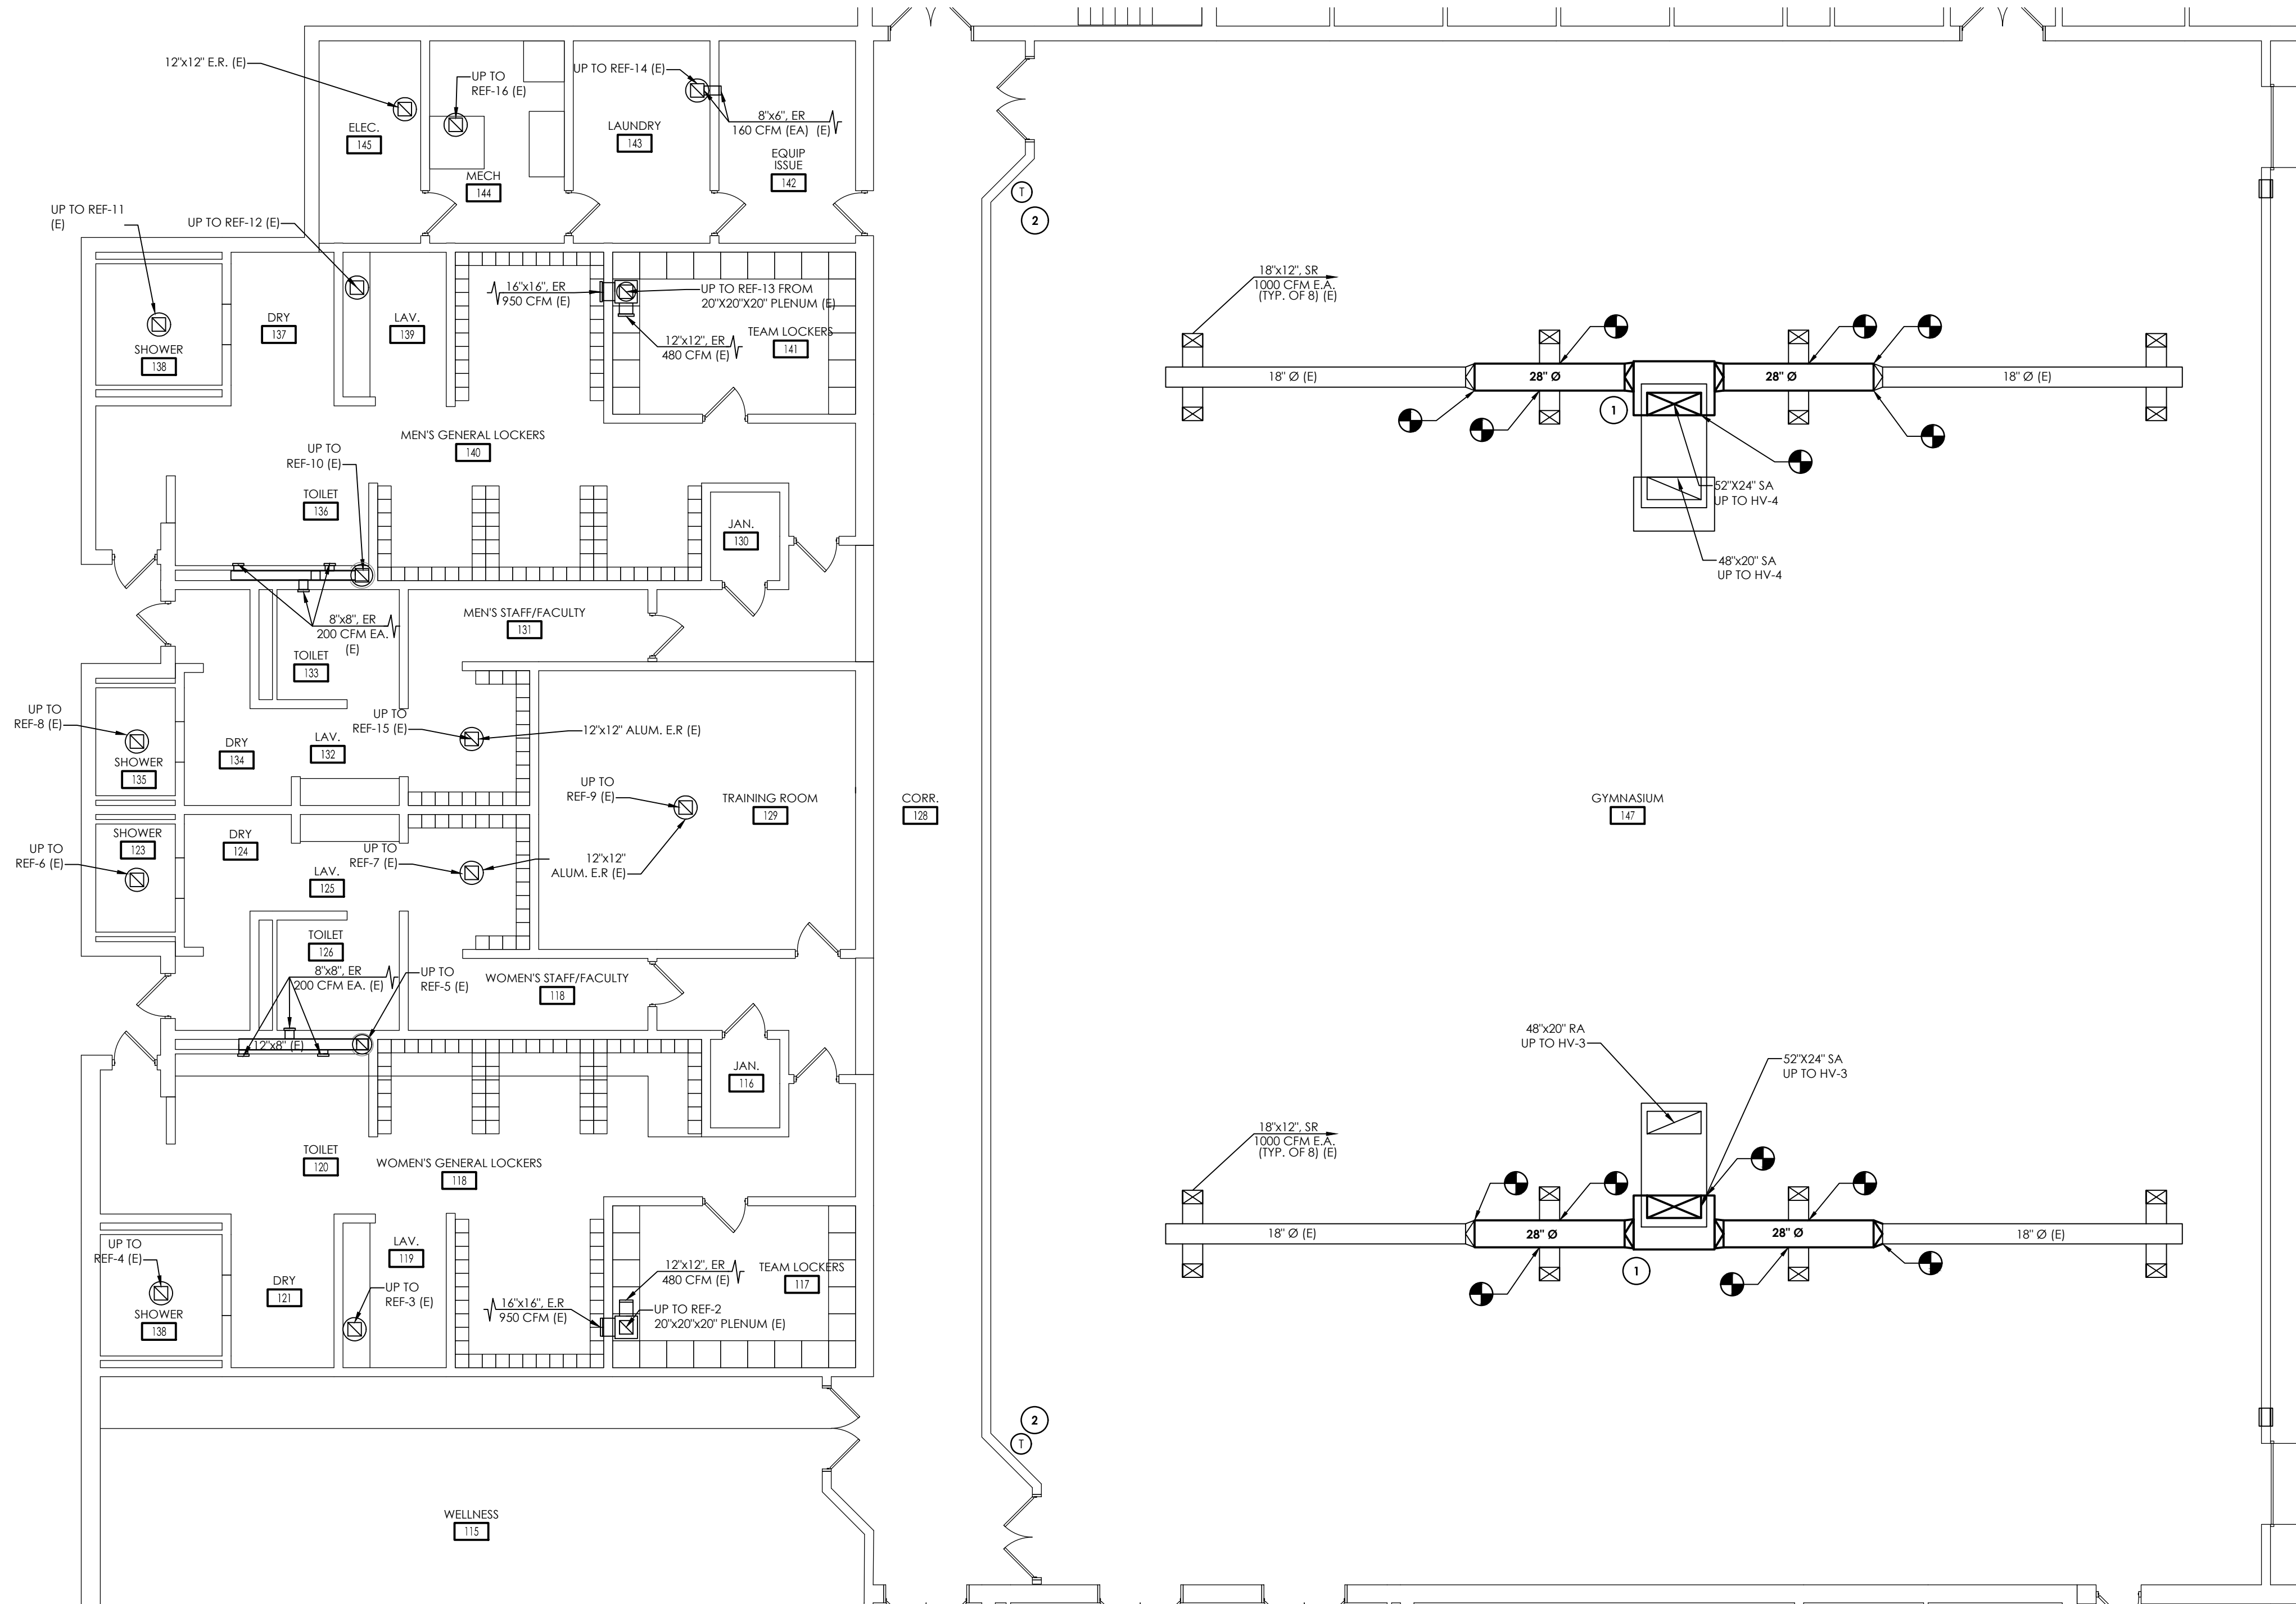 12"x12" E.R. (E)
UP TO
REF-16 (E)
UP TO REF-14 (E)
8"x6", ER
160 CFM (EA) (E)
ELEC.
145
MECH
144
LAUNDRY
143
EQUIP
ISSUE
142
UP TO REF-11
(E)
UP TO REF-12 (E)
SHOWER
138
DRY
137
LAV.
139
16"x16", ER
950 CFM (E)
UP TO REF-13 FROM
20"X20"X20" PLENUM (E)
12"x12", ER
480 CFM (E)
TEAM LOCKERS
141
MEN'S GENERAL LOCKERS
140
UP TO
REF-10 (E)
TOILET
136
JAN.
130
8"x8", ER
200 CFM EA.
(E)
MEN'S STAFF/FACULTY
131
TOILET
133
UP TO
REF-8 (E)
SHOWER
135
DRY
134
LAV.
132
UP TO
REF-15 (E)
12"x12" ALUM. E.R (E)
UP TO
REF-9 (E)
TRAINING ROOM
129
CORR.
128
SHOWER
123
UP TO
REF-6 (E)
DRY
124
LAV.
125
UP TO
REF-7 (E)
12"x12"
ALUM. E.R (E)
TOILET
126
8"x8", ER
200 CFM EA. (E)
UP TO
REF-5 (E)
WOMEN'S STAFF/FACULTY
118
12"x8" (E)
JAN.
116
TOILET
120
WOMEN'S GENERAL LOCKERS
118
UP TO
REF-4 (E)
SHOWER
138
DRY
121
LAV.
119
UP TO
REF-3 (E)
12"x12", ER
480 CFM (E)
16"x16", E.R
950 CFM (E)
UP TO REF-2
20"x20"x20" PLENUM (E)
TEAM LOCKERS
117
WELLNESS
115
T
2
18"x12", SR
1000 CFM E.A.
(TYP. OF 8) (E)
18" Ø (E)
28" Ø
28" Ø
18" Ø (E)
1
52"X24" SA
UP TO HV-4
48"x20" SA
UP TO HV-4
GYMNASIUM
147
48"x20" RA
UP TO HV-3
52"X24" SA
UP TO HV-3
18"x12", SR
1000 CFM E.A.
(TYP. OF 8) (E)
18" Ø (E)
28" Ø
28" Ø
18" Ø (E)
1
2
T